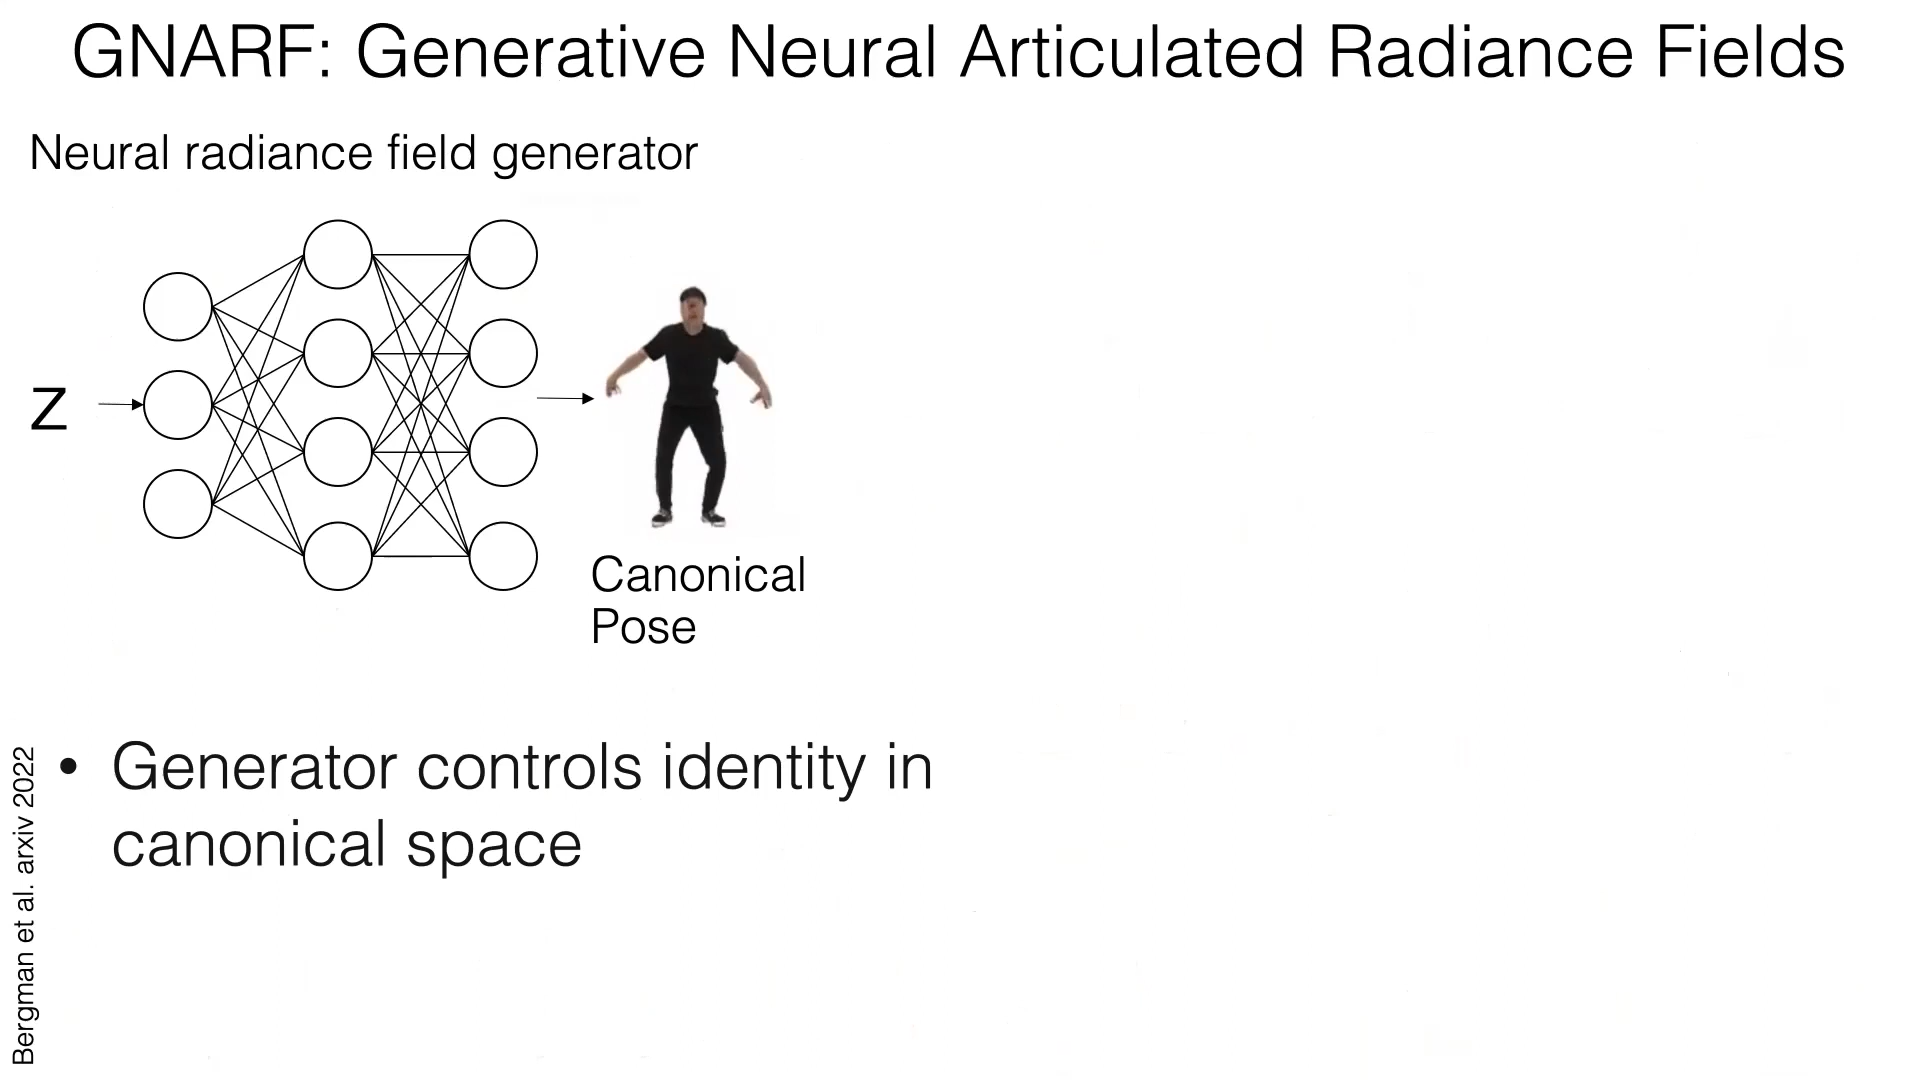 GNARF: Generative Neural Articulated Radiance Fields
Neural radiance field generator
Z
Canonical
Pose
• Generator controls identity in
canonical space
Bergman et al. arxiv 2022